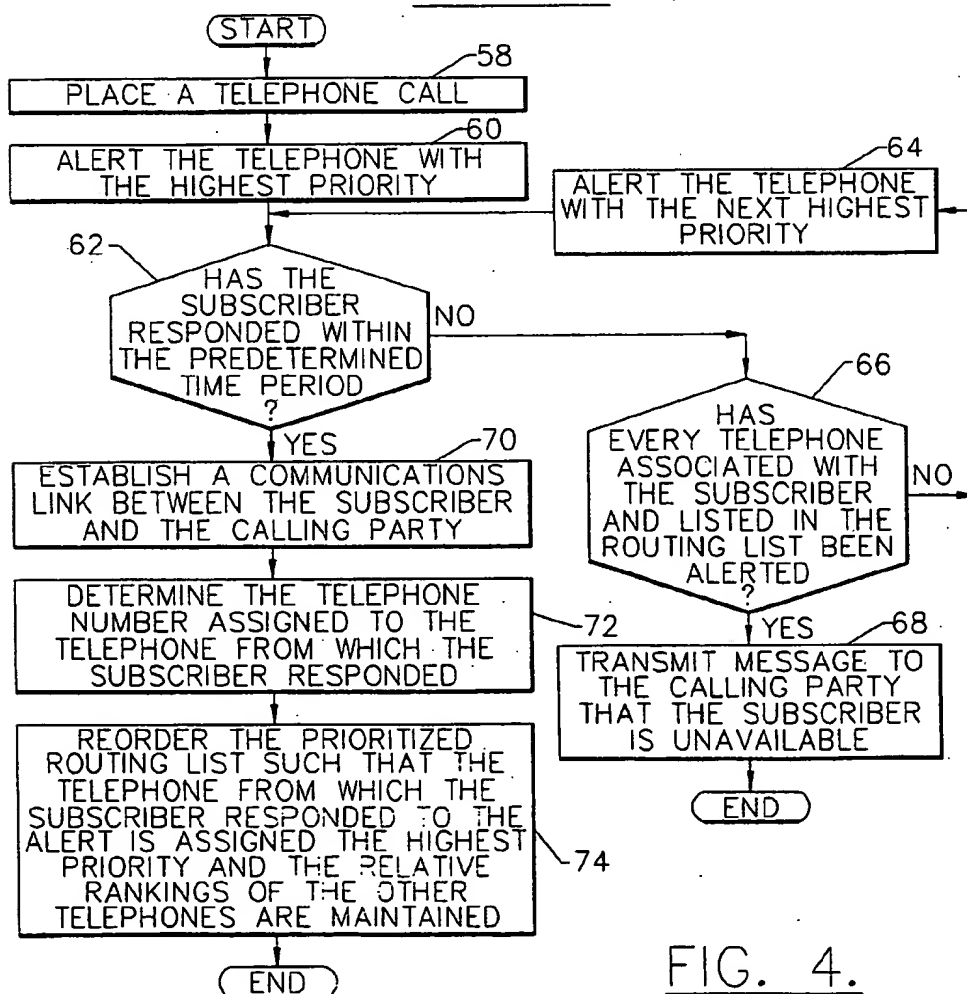 START
58
PLACE A TELEPHONE CALL
60
ALERT THE TELEPHONE WITH
THE HIGHEST PRIORITY
64
ALERT THE TELEPHONE
WITH THE NEXT HIGHEST
PRIORITY
62
HAS THE
SUBSCRIBER
RESPONDED WITHIN
THE PREDETERMINED
TIME PERIOD
?
NO
YES
66
HAS
EVERY TELEPHONE
ASSOCIATED WITH
THE SUBSCRIBER
AND LISTED IN THE
ROUTING LIST BEEN
ALERTED
?
NO
YES
70
ESTABLISH A COMMUNICATIONS
LINK BETWEEN THE SUBSCRIBER
AND THE CALLING PARTY
72
DETERMINE THE TELEPHONE
NUMBER ASSIGNED TO THE
TELEPHONE FROM WHICH THE
SUBSCRIBER RESPONDED
68
TRANSMIT MESSAGE TO
THE CALLING PARTY
THAT THE SUBSCRIBER
IS UNAVAILABLE
END
REORDER THE PRIORITIZED
ROUTING LIST SUCH THAT THE
TELEPHONE FROM WHICH THE
SUBSCRIBER RESPONDED TO THE
ALERT IS ASSIGNED THE HIGHEST
PRIORITY AND THE RELATIVE
RANKINGS OF THE OTHER
TELEPHONES ARE MAINTAINED
74
END
FIG. 4.